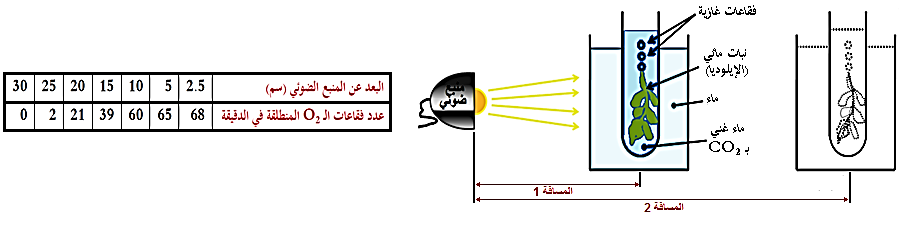 البعد عن المنبع الضوئي (سم) 2.5 5 10 15 20 25 30
عدد فقاعات الـ O₂ المنطلقة في الدقيقة 68 65 60 39 21 2 0
فقاعات غازية
نبات مائي
(الإيلوديا)
ماء
ماء غني
بـ CO₂
منبع
ضوئي
المسافة 1
المسافة 2